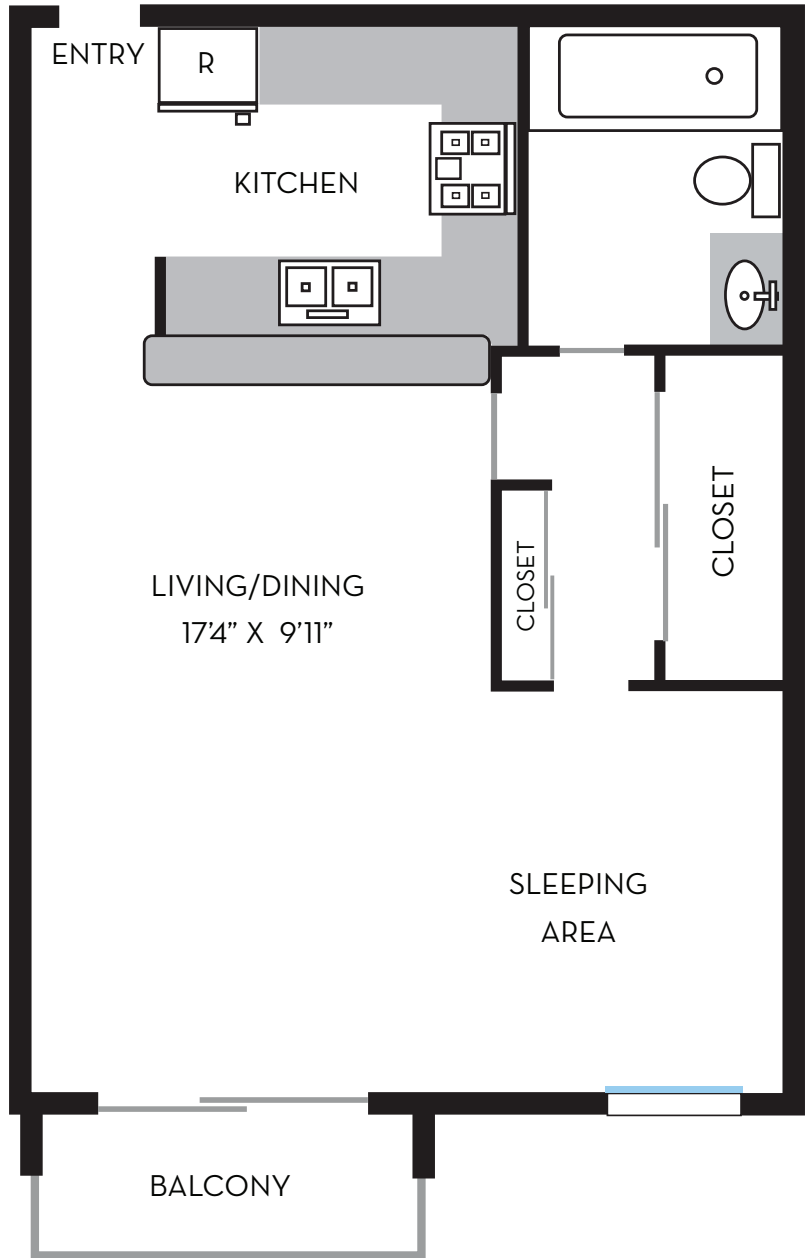 ENTRY
R
KITCHEN
CLOSET
CLOSET
LIVING/DINING
17'4” X 9'11”
SLEEPING
AREA
BALCONY